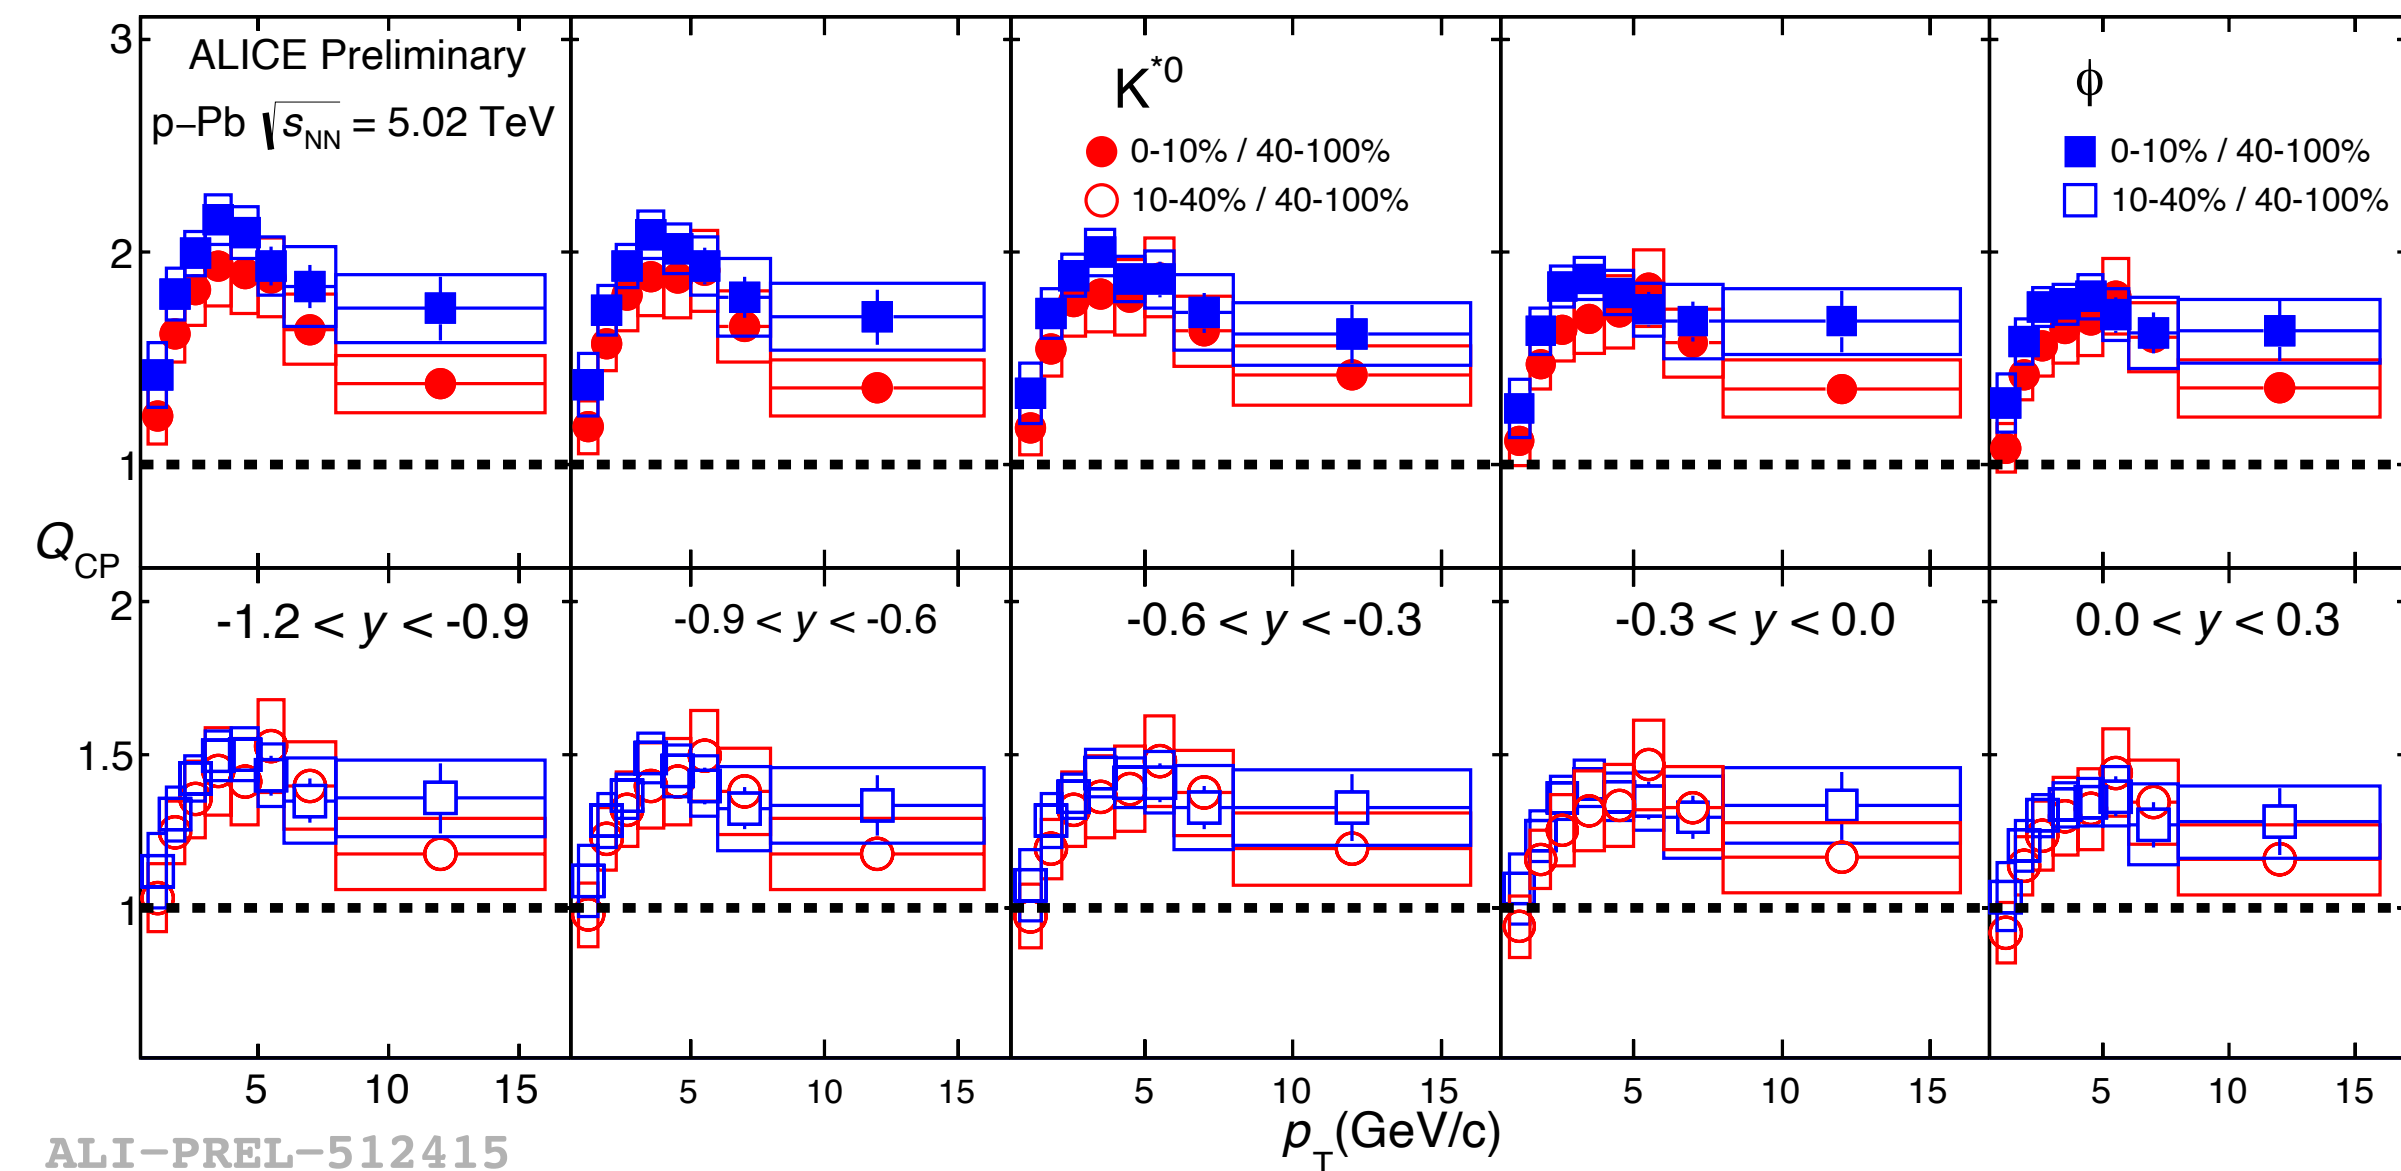 3
ALICE Preliminary
p−Pb √sNN = 5.02 TeV
K*0
0-10% / 40-100%
10-40% / 40-100%
ϕ
0-10% / 40-100%
10-40% / 40-100%
2
1
QCP
2
-1.2 < y < -0.9
-0.9 < y < -0.6
-0.6 < y < -0.3
-0.3 < y < 0.0
0.0 < y < 0.3
1.5
1
5 10 15
5 10 15
5 10 15
5 10 15
5 10 15
pT(GeV/c)
ALI−PREL−512415